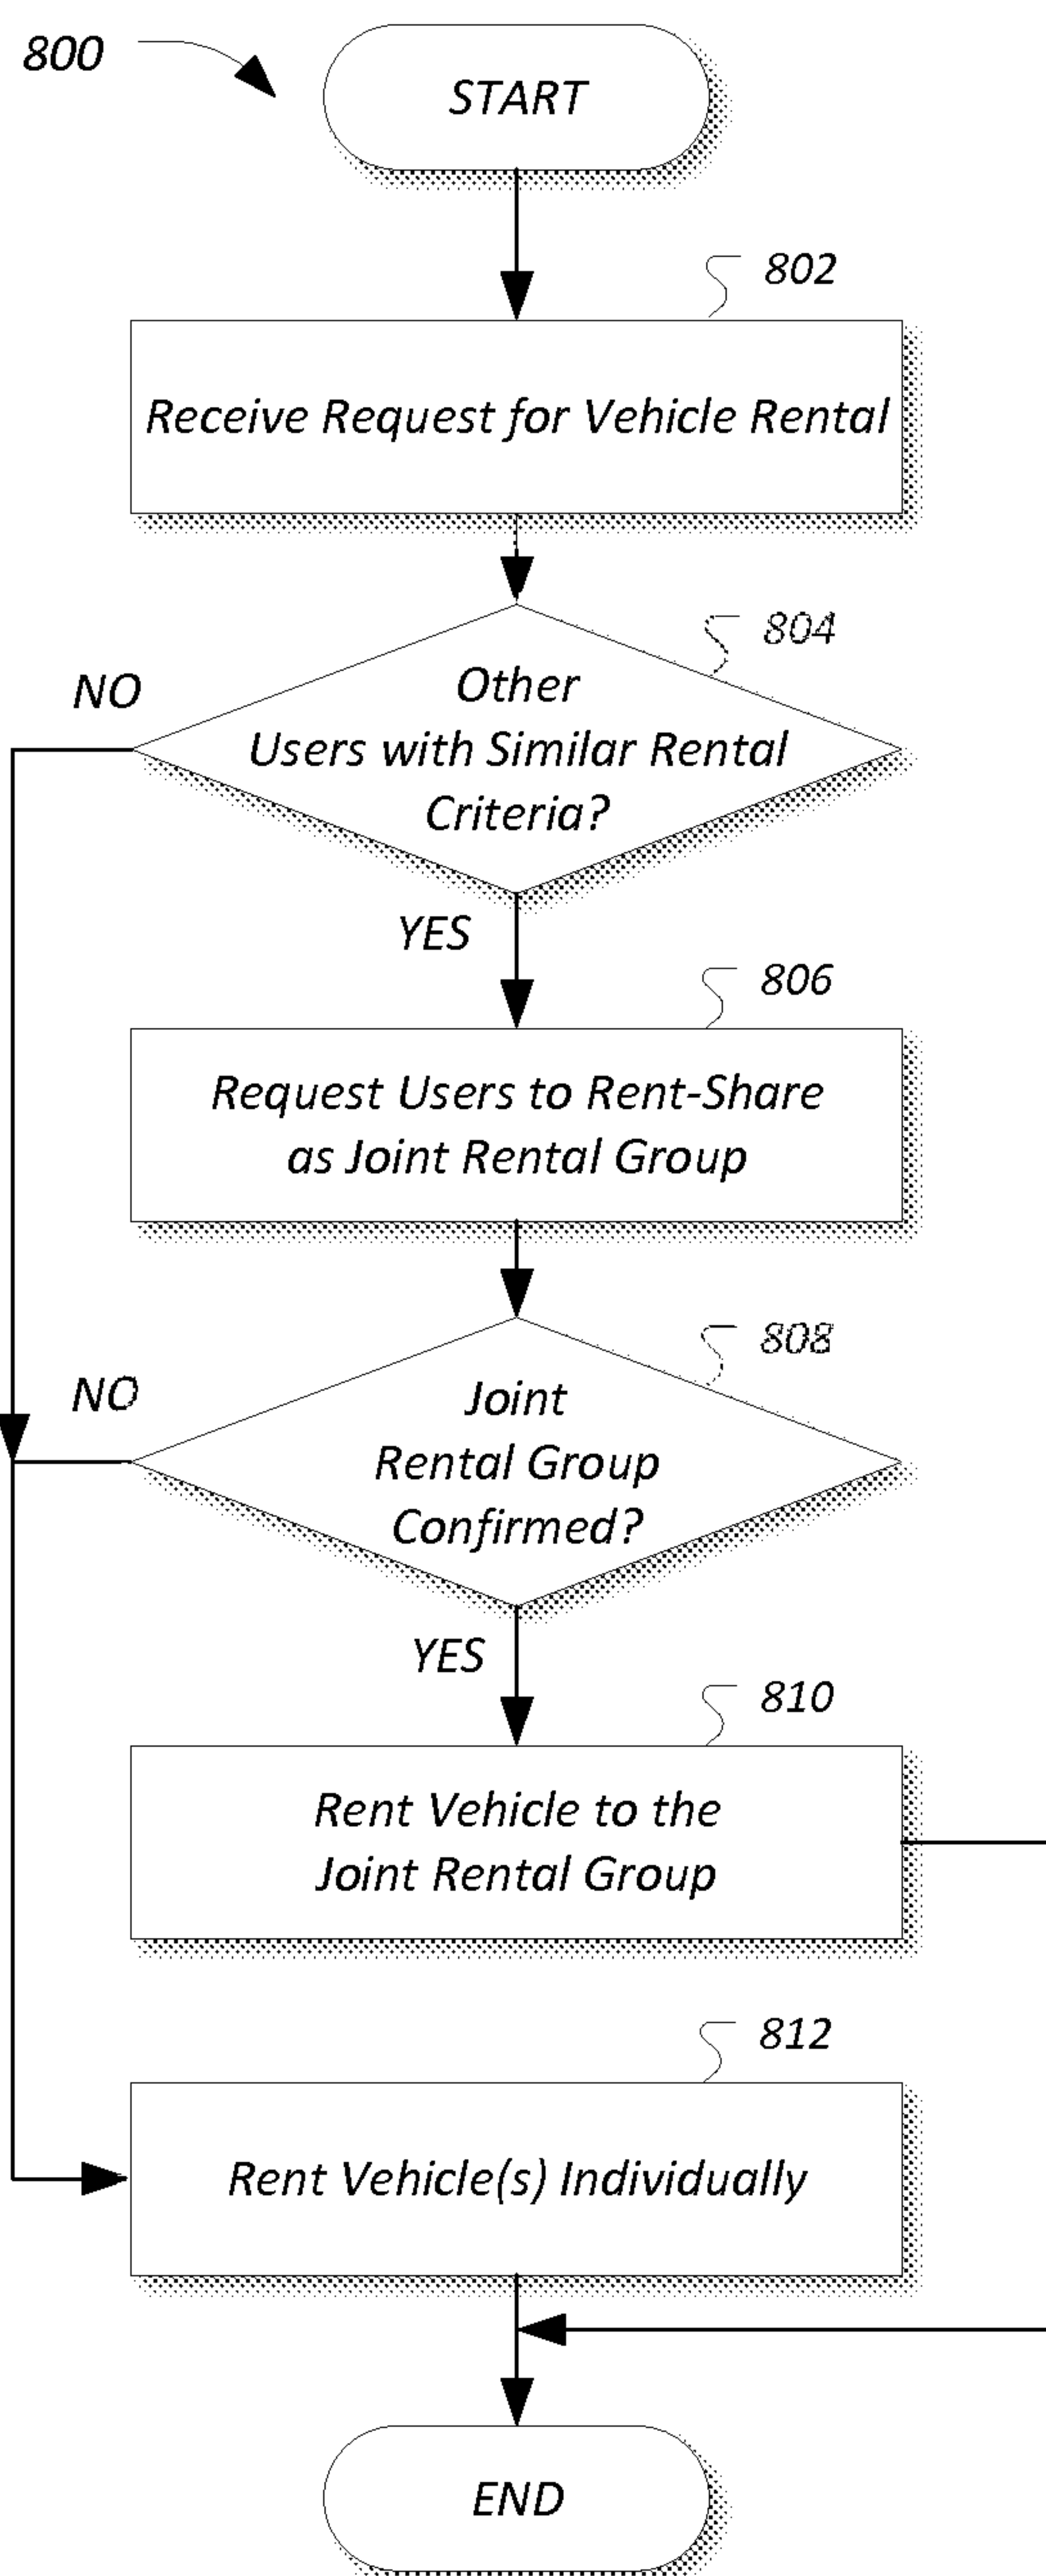 800
START
802
Receive Request for Vehicle Rental
804
NO
Other
Users with Similar Rental
Criteria?
YES
806
Request Users to Rent-Share
as Joint Rental Group
808
NO
Joint
Rental Group
Confirmed?
YES
810
Rent Vehicle to the
Joint Rental Group
812
Rent Vehicle(s) Individually
END